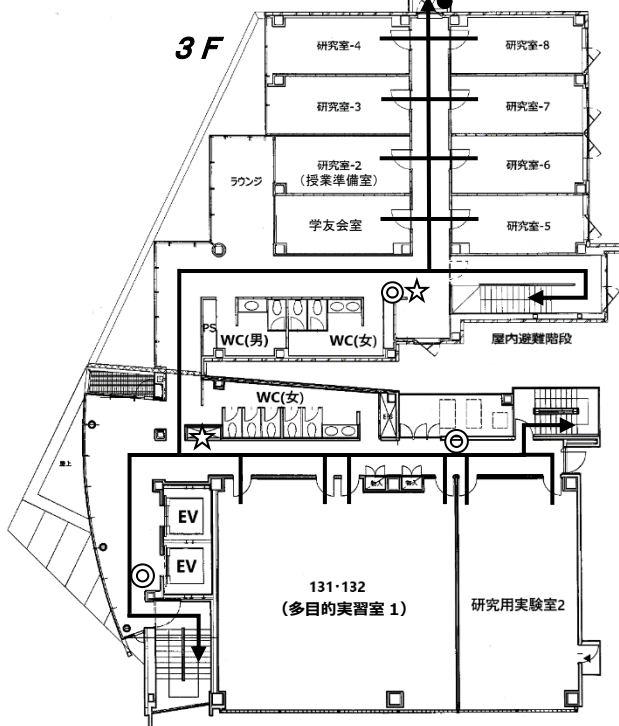 3F
研究室-4
研究室-8
研究室-3
研究室-7
研究室-2
(授業準備室)
研究室-6
ラウンジ
学友会室
研究室-5
PS
WC(男)
WC(女)
屋内避難階段
WC(女)
EV
EV
131・132
(多目的実習室 1)
研究用実験室2